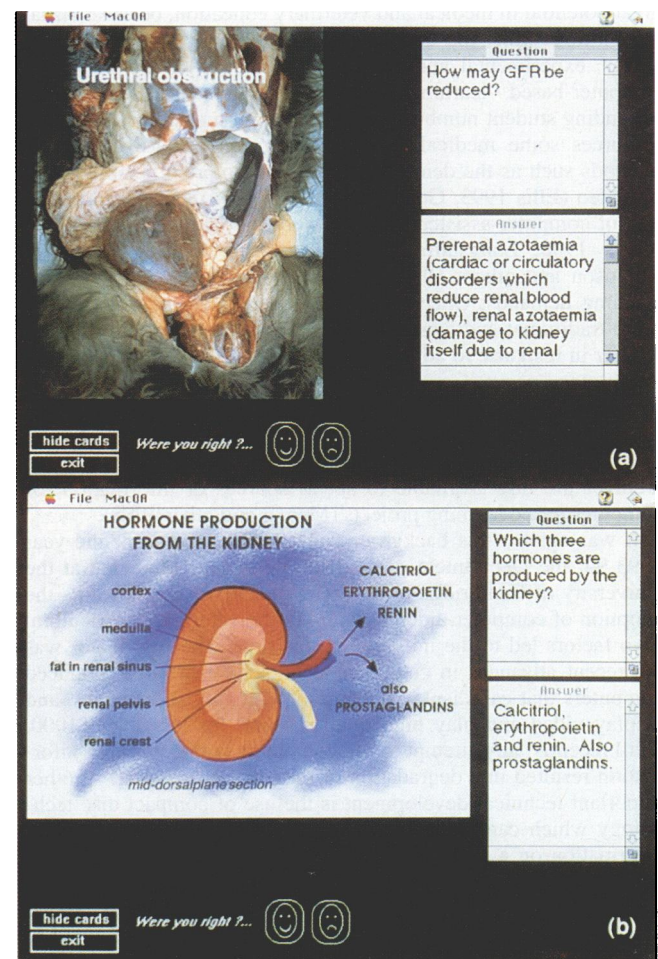 File MacQA
Urethral obstruction
Question
How may GFR be
reduced?
Answer
Prerenal azotaemia
(cardiac or circulatory
disorders which
reduce renal blood
flow), renal azotaemia
(damage to kidney
itself due to renal
hide cards
exit
Were you right ?...
(a)
File MacQA
HORMONE PRODUCTION
FROM THE KIDNEY
CALCITRIOL
ERYTHROPOIETIN
RENIN
cortex
medulla
fat in renal sinus
renal pelvis
renal crest
also
PROSTAGLANDINS
mid-dorsalplane section
Question
Which three
hormones are
produced by the
kidney?
Answer
Calcitriol,
erythropoietin
and renin. Also
prostaglandins.
hide cards
exit
Were you right ?...
(b)